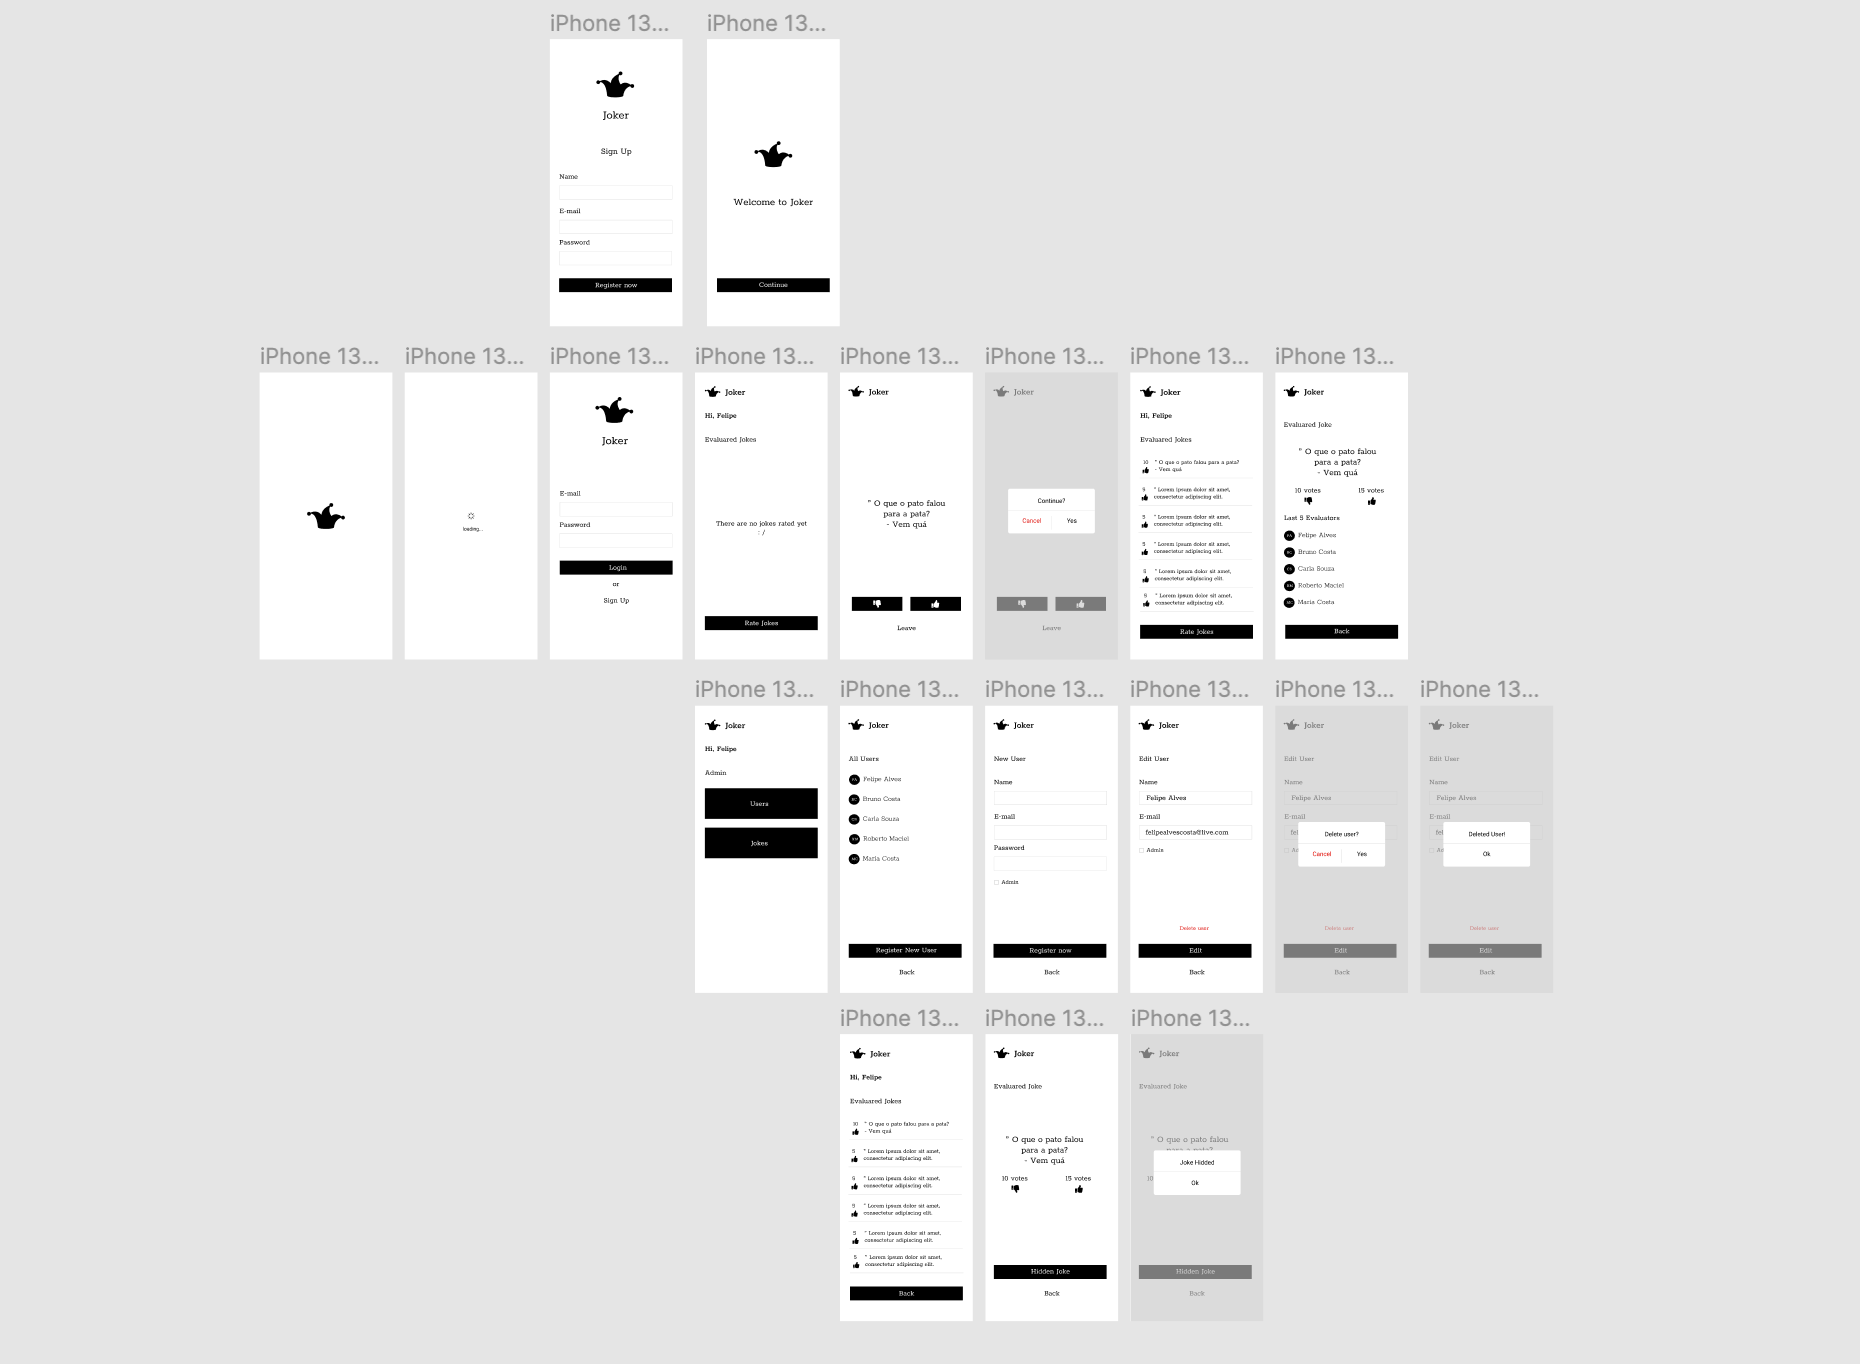 iPhone 13...
Joker
Sign Up
Name
E-mail
Password
Register now
iPhone 13...
Welcome to Joker
Continue
iPhone 13...
iPhone 13...
loading...
iPhone 13...
Joker
E-mail
Password
Login
or
Sign Up
iPhone 13...
Joker
Hi, Felipe
Evaluared Jokes
There are no jokes rated yet
: /
Rate Jokes
iPhone 13...
Joker
" O que o pato falou
para a pata?
- Vem quá
Leave
iPhone 13...
Joker
Continue?
Cancel
Yes
Leave
iPhone 13...
Joker
Hi, Felipe
Evaluared Jokes
10 " O que o pato falou para a pata?
- Vem quá
5 " Lorem ipsum dolor sit amet,
consectetur adipiscing elit.
5 " Lorem ipsum dolor sit amet,
consectetur adipiscing elit.
5 " Lorem ipsum dolor sit amet,
consectetur adipiscing elit.
5 " Lorem ipsum dolor sit amet,
consectetur adipiscing elit.
5 " Lorem ipsum dolor sit amet,
consectetur adipiscing elit.
Rate Jokes
iPhone 13...
Joker
Evaluared Joke
" O que o pato falou
para a pata?
- Vem quá
10 votes
15 votes
Last 5 Evaluators
FA Felipe Alves
BC Bruno Costa
CS Carla Souza
RM Roberto Maciel
MC Maria Costa
Back
iPhone 13...
Joker
Hi, Felipe
Admin
Users
Jokes
iPhone 13...
Joker
All Users
FA Felipe Alves
BC Bruno Costa
CS Carla Souza
RM Roberto Maciel
MC Maria Costa
Register New User
Back
iPhone 13...
Joker
New User
Name
E-mail
Password
Admin
Register now
Back
iPhone 13...
Joker
Edit User
Name
Felipe Alves
E-mail
felipealvescosta@live.com
Admin
Delete user
Edit
Back
iPhone 13...
Joker
Edit User
Name
Felipe Alves
E-mail
fel
Ad
Delete user?
Cancel
Yes
Delete user
Edit
Back
iPhone 13...
Joker
Edit User
Name
Felipe Alves
E-mail
fel
Ad
Deleted User!
Ok
Delete user
Edit
Back
iPhone 13...
Joker
Hi, Felipe
Evaluared Jokes
10 " O que o pato falou para a pata?
- Vem quá
5 " Lorem ipsum dolor sit amet,
consectetur adipiscing elit.
5 " Lorem ipsum dolor sit amet,
consectetur adipiscing elit.
5 " Lorem ipsum dolor sit amet,
consectetur adipiscing elit.
5 " Lorem ipsum dolor sit amet,
consectetur adipiscing elit.
5 " Lorem ipsum dolor sit amet,
consectetur adipiscing elit.
Back
iPhone 13...
Joker
Evaluared Joke
" O que o pato falou
para a pata?
- Vem quá
10 votes
15 votes
Hidden Joke
Back
iPhone 13...
Joker
Evaluared Joke
" O que o pato falou
para a pata?
10
Joke Hidded
Ok
Hidden Joke
Back